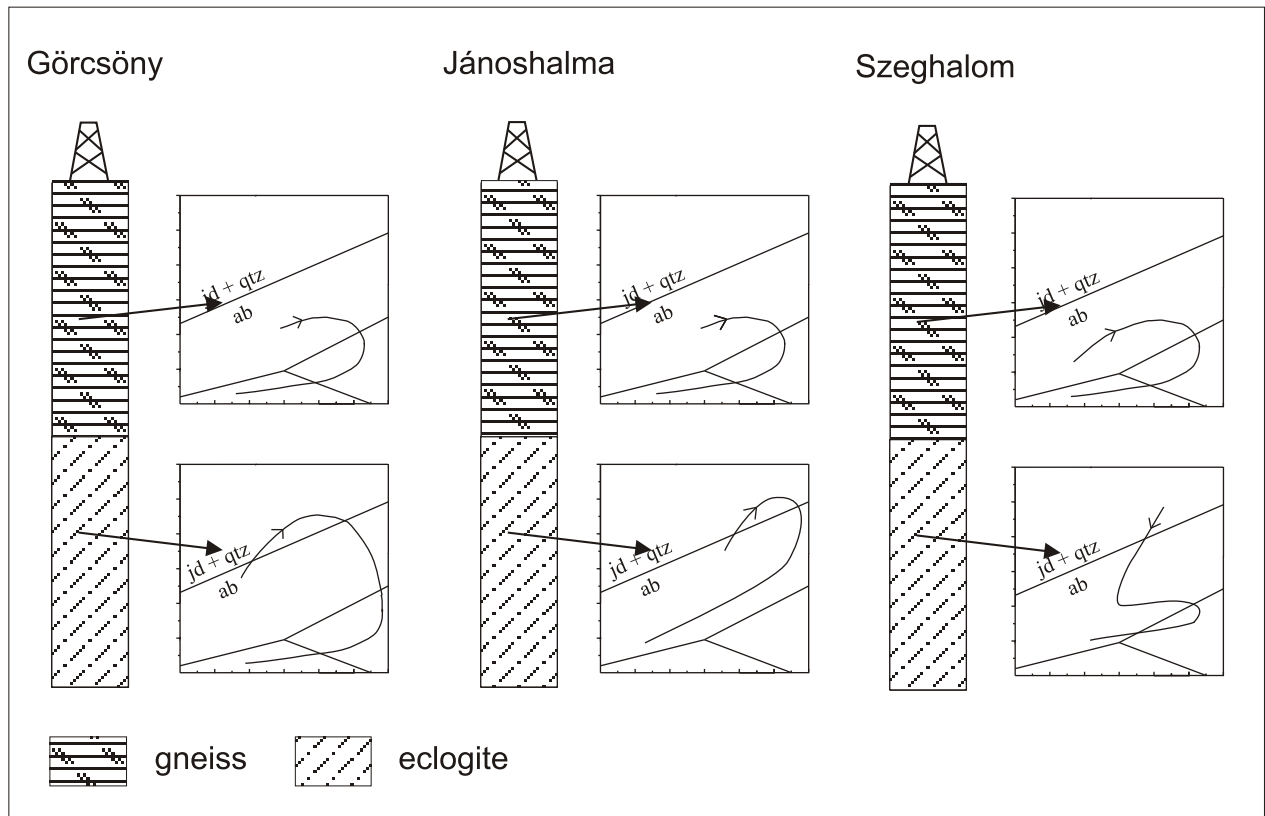 Görcsöny
Jánoshalma
Szeghalom
jd + qtz
ab
jd + qtz
ab
jd + qtz
ab
jd + qtz
ab
jd + qtz
ab
jd + qtz
ab
gneiss
eclogite